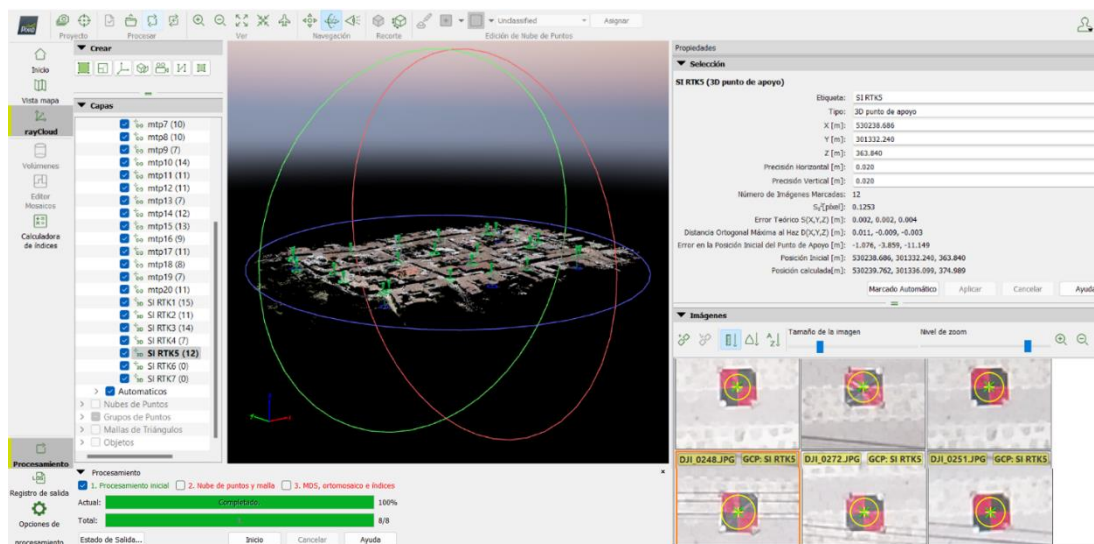 Pix4D
Proyecto
Procesar
Ver
Navegación
Recorte
Unclassified
Asignar
Edición de Nube de Puntos
Inicio
Vista mapa
rayCloud
Volúmenes
Editor
Mosaicos
Calculadora
de índices
Procesamiento
Registro de salida
Opciones de
procesamiento
Crear
Capas
mtp7 (10)
mtp8 (10)
mtp9 (7)
mtp10 (14)
mtp11 (11)
mtp12 (11)
mtp13 (7)
mtp14 (12)
mtp15 (13)
mtp16 (9)
mtp17 (11)
mtp18 (8)
mtp19 (7)
mtp20 (11)
SI RTK1 (15)
SI RTK2 (11)
SI RTK3 (14)
SI RTK4 (7)
SI RTK5 (12)
SI RTK6 (0)
SI RTK7 (0)
Automaticos
Nubes de Puntos
Grupos de Puntos
Mallas de Triángulos
Objetos
Procesamiento
1. Procesamiento inicial 2. Nube de puntos y malla 3. MDS, ortomosaico e índices
Actual: Completado. 100%
Total: 8/8
Estado de Salida... Inicio Cancelar Ayuda
Propiedades
Selección
SI RTK5 (3D punto de apoyo)
Etiqueta: SI RTK5
Tipo: 3D punto de apoyo
X [m]: 530238.686
Y [m]: 301332.240
Z [m]: 363.840
Precisión Horizontal [m]: 0.020
Precisión Vertical [m]: 0.020
Número de Imágenes Marcadas: 12
S₀²[píxel]: 0.1253
Error Teórico S(X,Y,Z) [m]: 0.002, 0.002, 0.004
Distancia Ortogonal Máxima al Haz D(X,Y,Z) [m]: 0.011, -0.009, -0.003
Error en la Posición Inicial del Punto de Apoyo [m]: -1.076, -3.859, -11.149
Posición Inicial [m]: 530238.686, 301332.240, 363.840
Posición calculada[m]: 530239.762, 301336.099, 374.989
Marcado Automático Aplicar Cancelar Ayuda
Imágenes
Tamaño de la imagen Nivel de zoom
DJI_0248.JPG GCP: SI RTK5 DJI_0272.JPG GCP: SI RTK5 DJI_0251.JPG GCP: SI RTK5